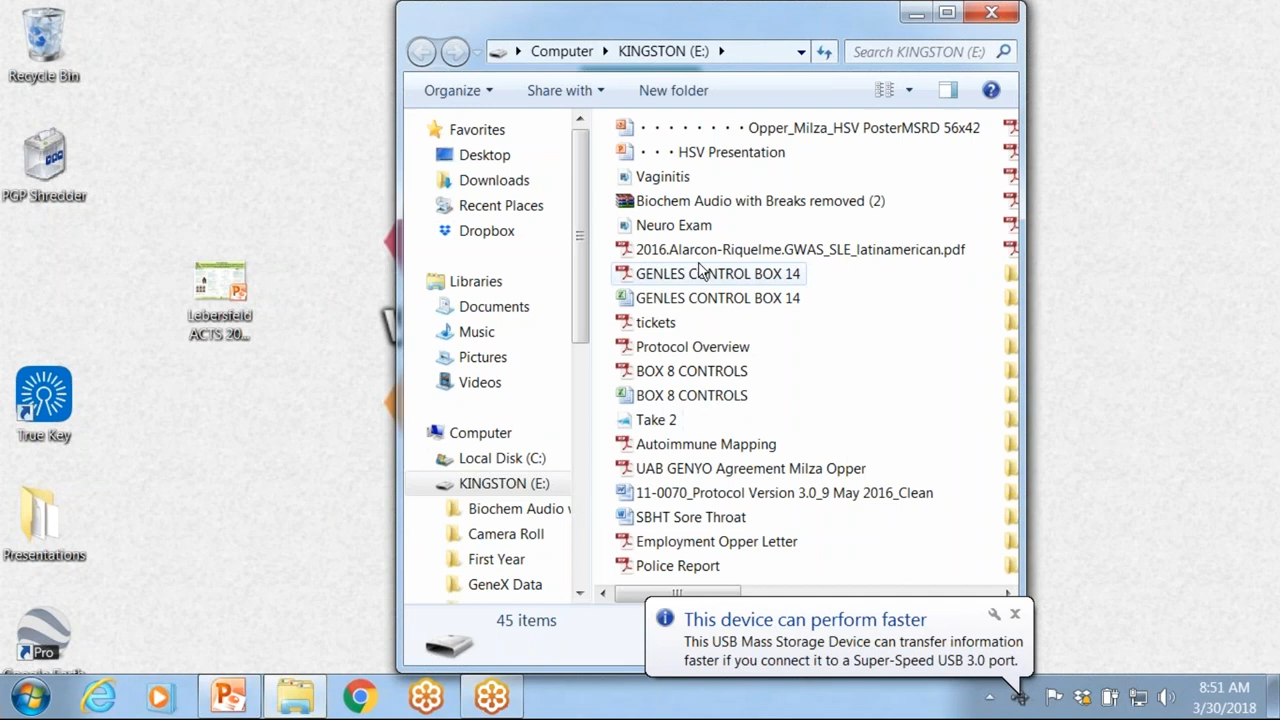 Recycle Bin
PGP Shredder
Lebersfeld
ACTS 20...
True Key
Presentations
Pro
Computer
KINGSTON (E:)
Search KINGSTON (E:)
Organize
Share with
New folder
Favorites
Desktop
Downloads
Recent Places
Dropbox
Libraries
Documents
Music
Pictures
Videos
Computer
Local Disk (C:)
KINGSTON (E:)
Biochem Audio w
Camera Roll
First Year
GeneX Data
Opper_Milza_HSV PosterMSRD 56x42
HSV Presentation
Vaginitis
Biochem Audio with Breaks removed (2)
Neuro Exam
2016.Alarcon-Riquelme.GWAS_SLE_latinamerican.pdf
GENLES CONTROL BOX 14
GENLES CONTROL BOX 14
tickets
Protocol Overview
BOX 8 CONTROLS
BOX 8 CONTROLS
Take 2
Autoimmune Mapping
UAB GENYO Agreement Milza Opper
11-0070_Protocol Version 3.0_9 May 2016_Clean
SBHT Sore Throat
Employment Opper Letter
Police Report
45 items
This device can perform faster
This USB Mass Storage Device can transfer information
faster if you connect it to a Super-Speed USB 3.0 port.
8:51 AM
3/30/2018